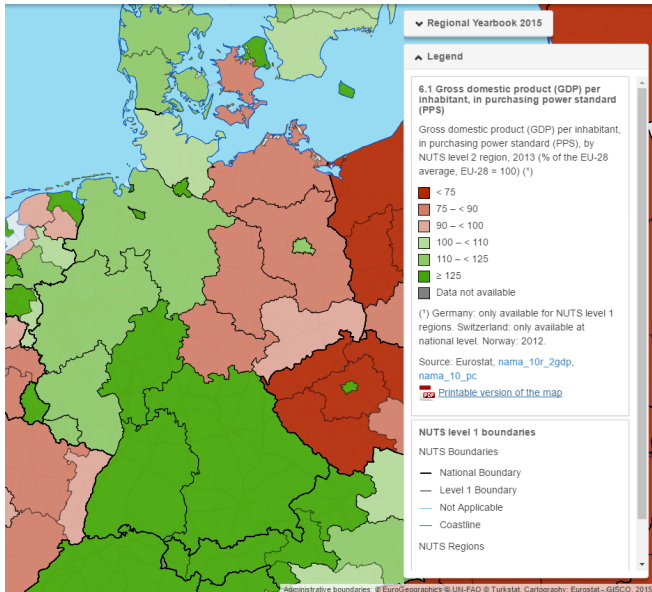 Regional Yearbook 2015
Legend
6.1 Gross domestic product (GDP) per
inhabitant, in purchasing power standard
(PPS)
Gross domestic product (GDP) per inhabitant,
in purchasing power standard (PPS), by
NUTS level 2 region, 2013 (% of the EU-28
average, EU-28 = 100) (¹)
< 75
75 – < 90
90 – < 100
100 – < 110
110 – < 125
≥ 125
Data not available
(¹) Germany: only available for NUTS level 1
regions. Switzerland: only available at
national level. Norway: 2012.
Source: Eurostat, nama_10r_2gdp,
nama_10_pc
PDF Printable version of the map
NUTS level 1 boundaries
NUTS Boundaries
National Boundary
Level 1 Boundary
Not Applicable
Coastline
NUTS Regions
Administrative boundaries: © EuroGeographics © UN-FAO © Turkstat, Cartography: Eurostat - GISCO, 2015